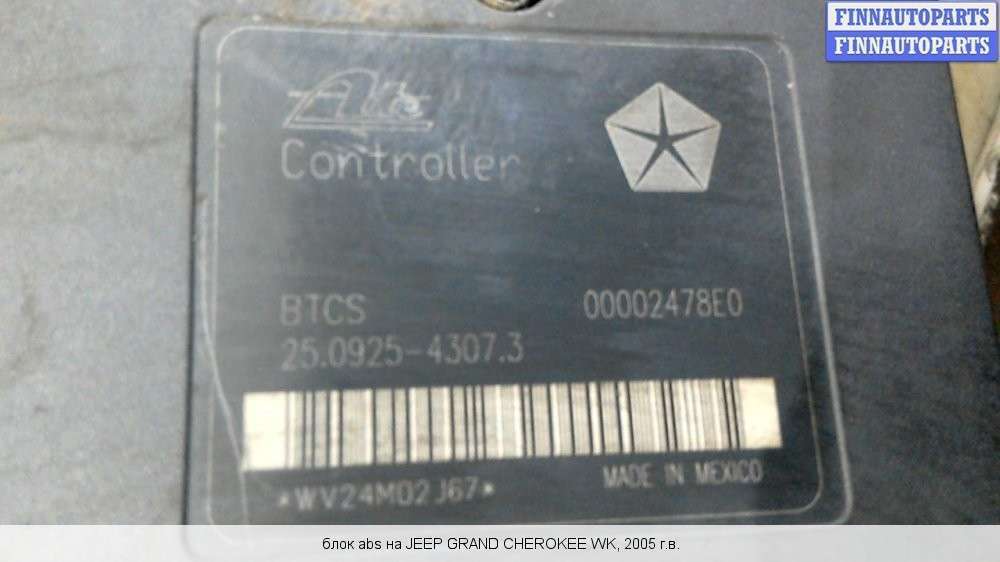 FINNAUTOPARTS
FINNAUTOPARTS
Ate
Controller
BTCS 00002478E0
25.0925-4307.3
MADE IN MEXICO
*WV24M02J67*
блок abs на JEEP GRAND CHEROKEE WK, 2005 г.в.